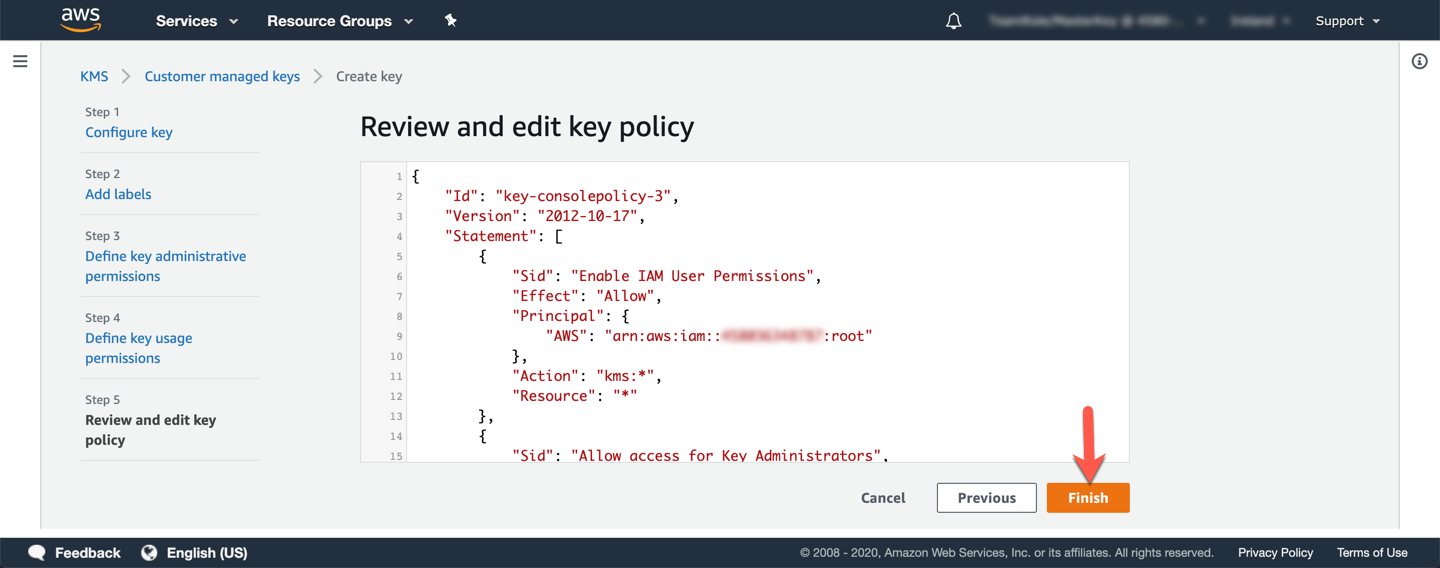 aws
Services
Resource Groups
Support
KMS
Customer managed keys
Create key
Step 1
Configure key
Step 2
Add labels
Step 3
Define key administrative
permissions
Step 4
Define key usage
permissions
Step 5
Review and edit key
policy
Review and edit key policy
1 {
2 "Id": "key-consolepolicy-3",
3 "Version": "2012-10-17",
4 "Statement": [
5 {
6 "Sid": "Enable IAM User Permissions",
7 "Effect": "Allow",
8 "Principal": {
9 "AWS": "arn:aws:iam:: :root"
10 },
11 "Action": "kms:*",
12 "Resource": "*"
13 },
14 {
15 "Sid": "Allow access for Key Administrators",
Cancel
Previous
Finish
Feedback
English (US)
© 2008 - 2020, Amazon Web Services, Inc. or its affiliates. All rights reserved.
Privacy Policy
Terms of Use